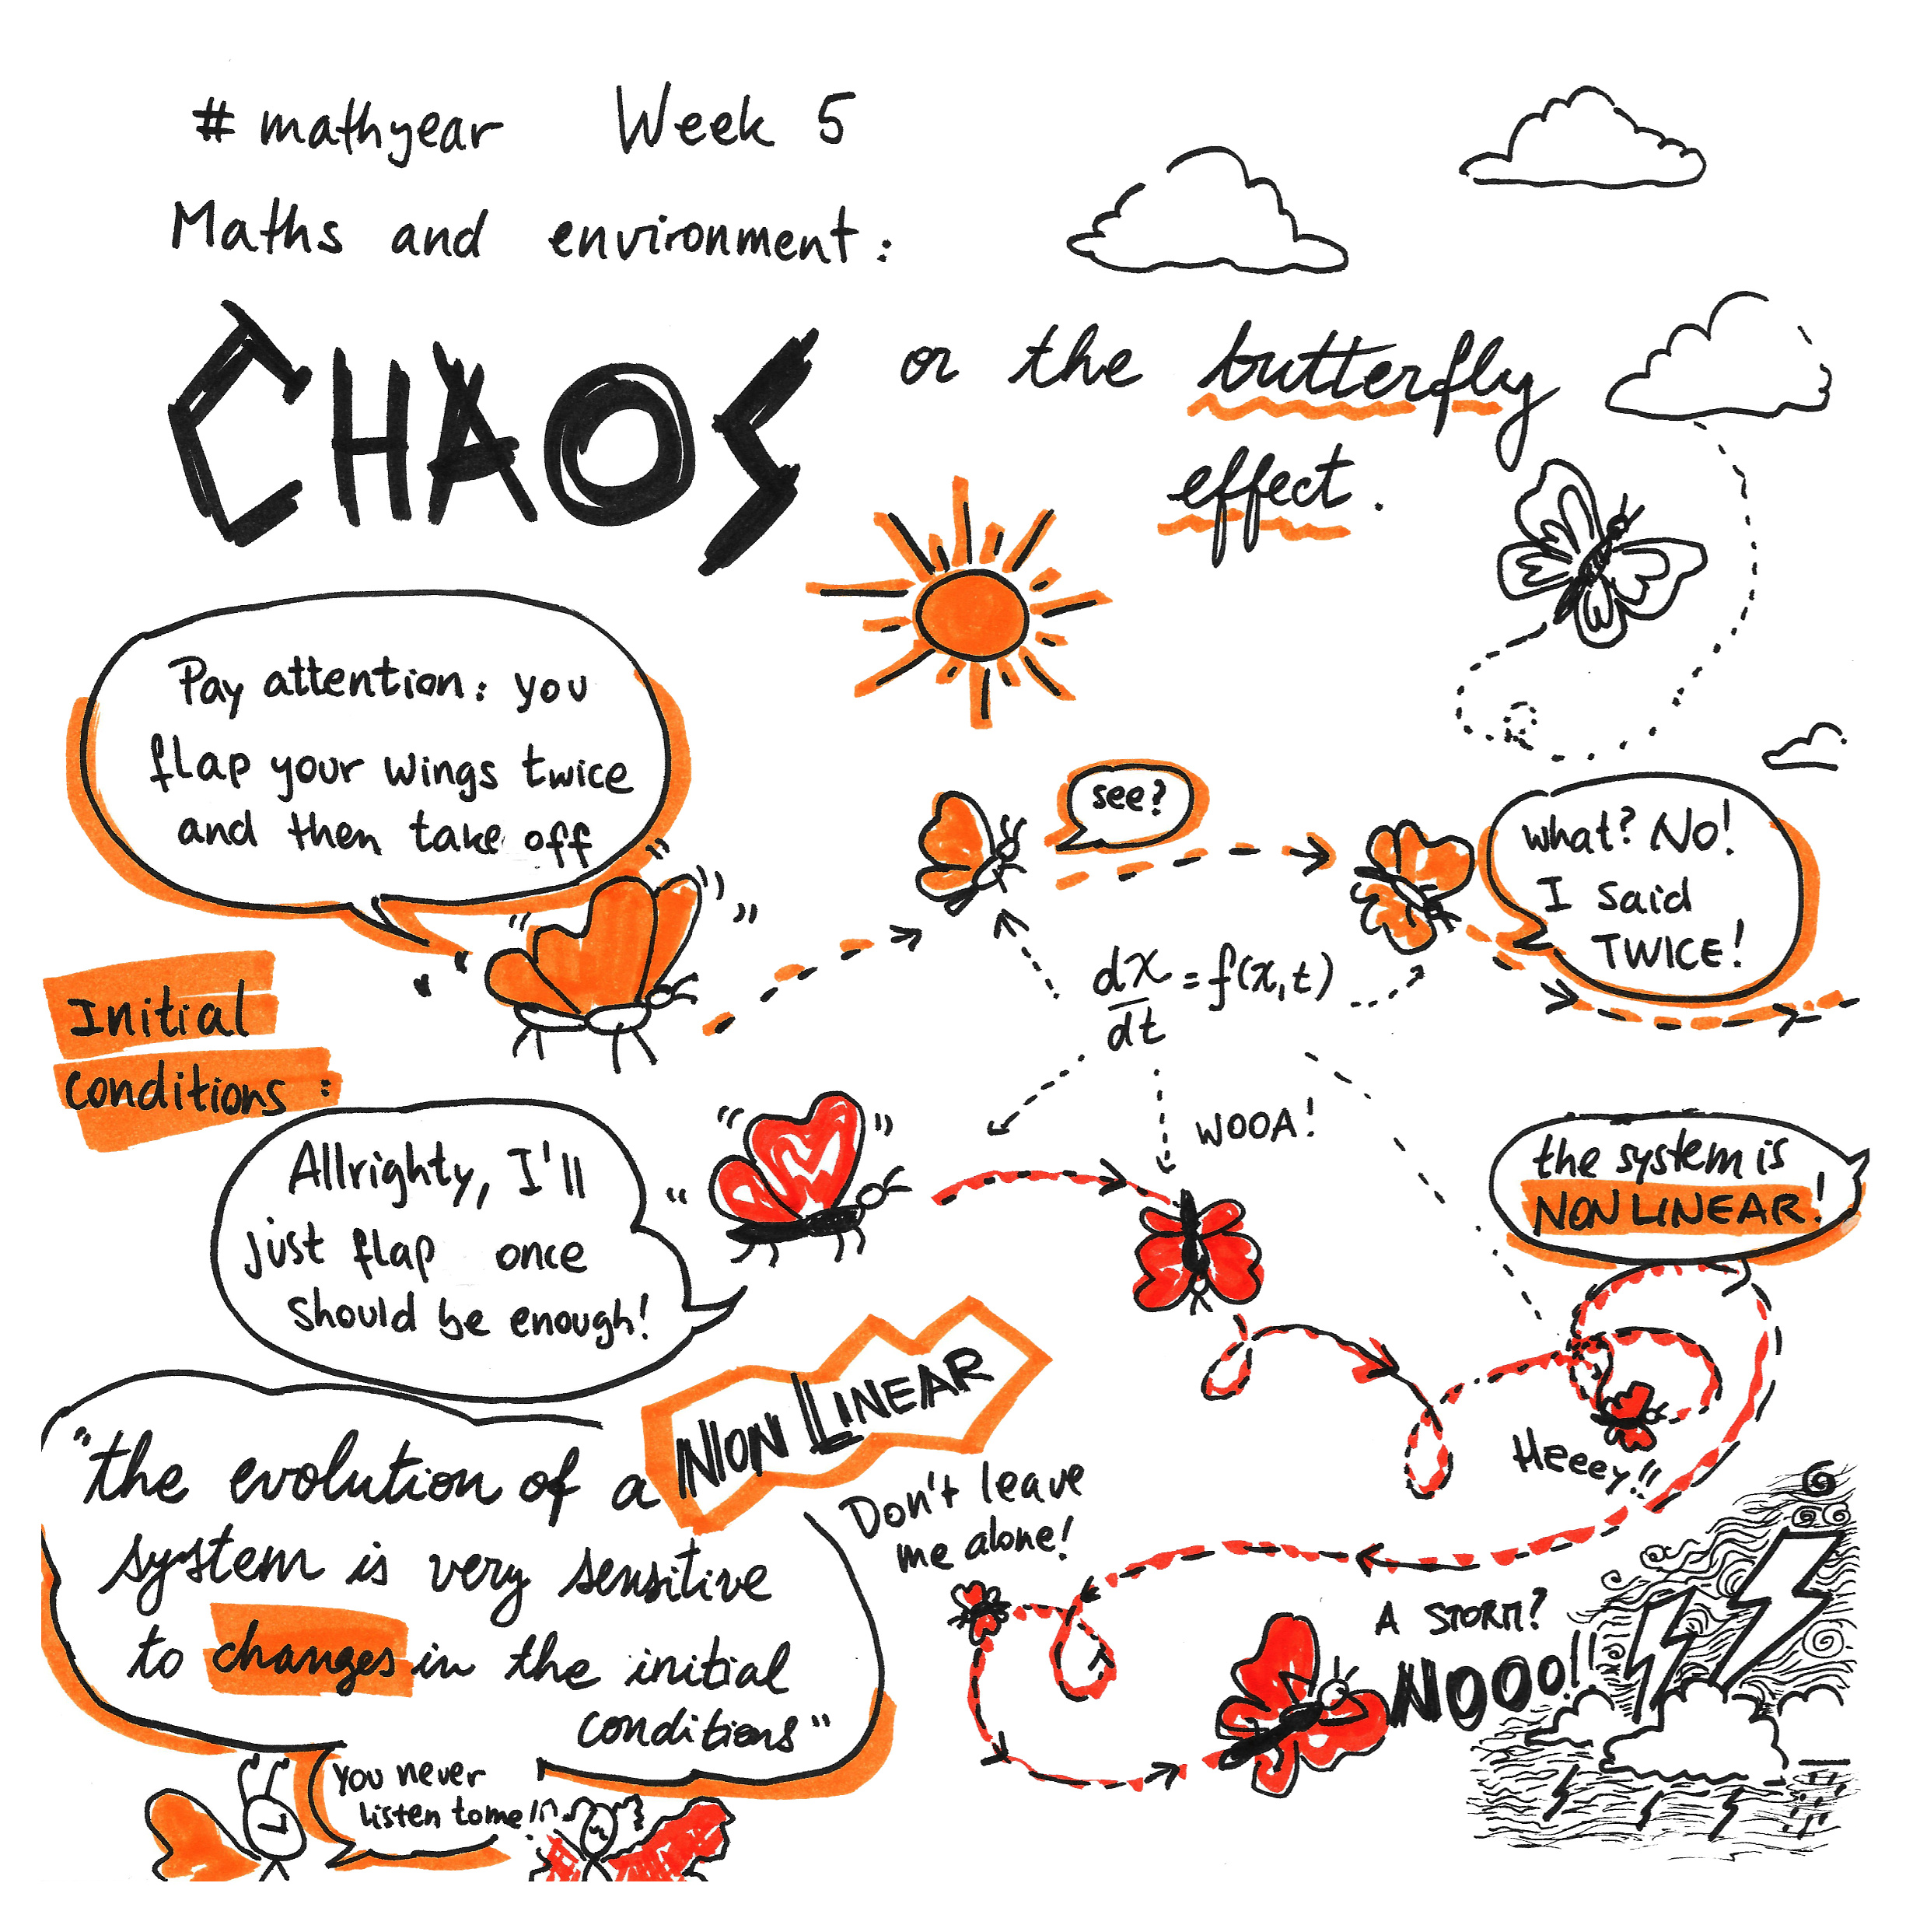 # mathyear Week 5
Maths and environment:
CHAOS or the butterfly
effect.
Pay attention: you
flap your wings twice
and then take off
see?
what? No!
I said
TWICE!
Initial
conditions:
dx/dt = f(x,t)
Allrighty, I'll
just flap once
should be enough!
WOOA!
the system is
NON LINEAR!
Heeey!!
"the evolution of a NON LINEAR
system is very sensitive
to changes in the initial
conditions"
Don't leave
me alone!
A STORM?
NOOO!!
You never
listen to me!!